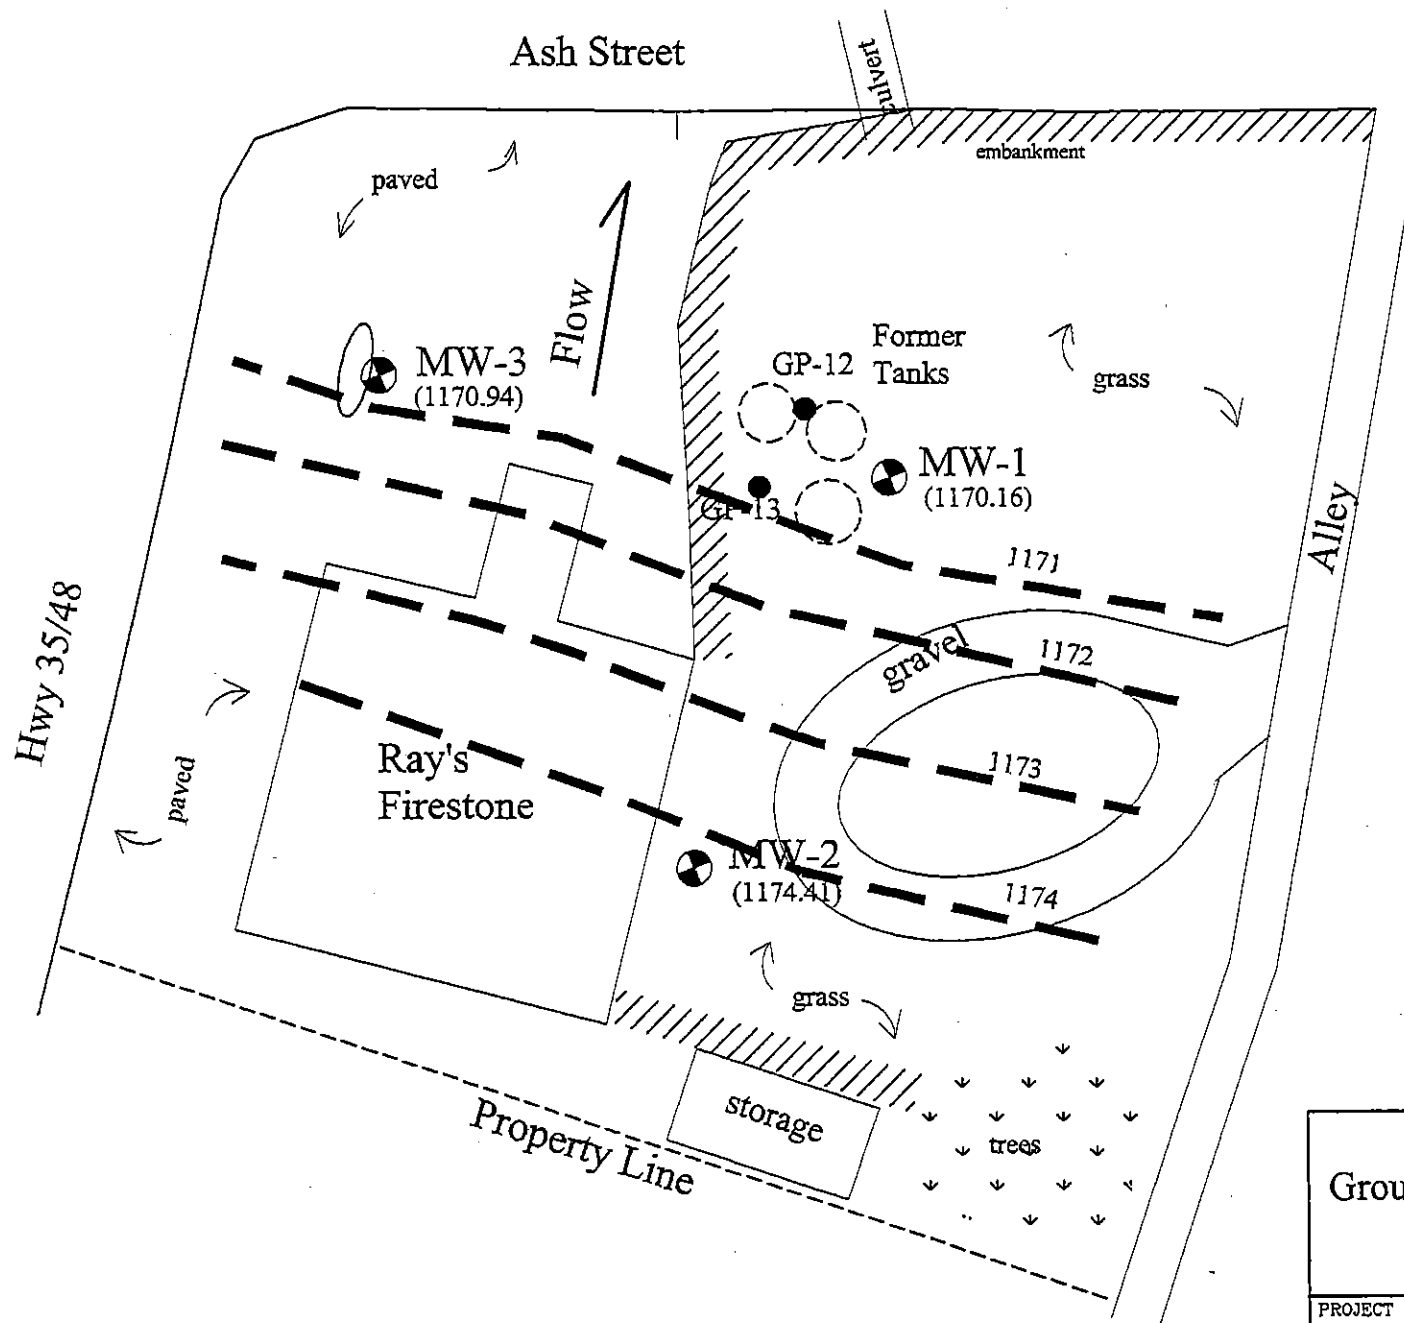 Ash Street
culvert
embankment
paved
Flow
MW-3
(1170.94)
Former
Tanks
GP-12
grass
MW-1
(1170.16)
GP-13
Alley
1171
Hwy 35/48
gravel
1172
paved
Ray's
Firestone
1173
MW-2
(1174.41)
1174
grass
storage
Property Line
trees
Grou
PROJECT